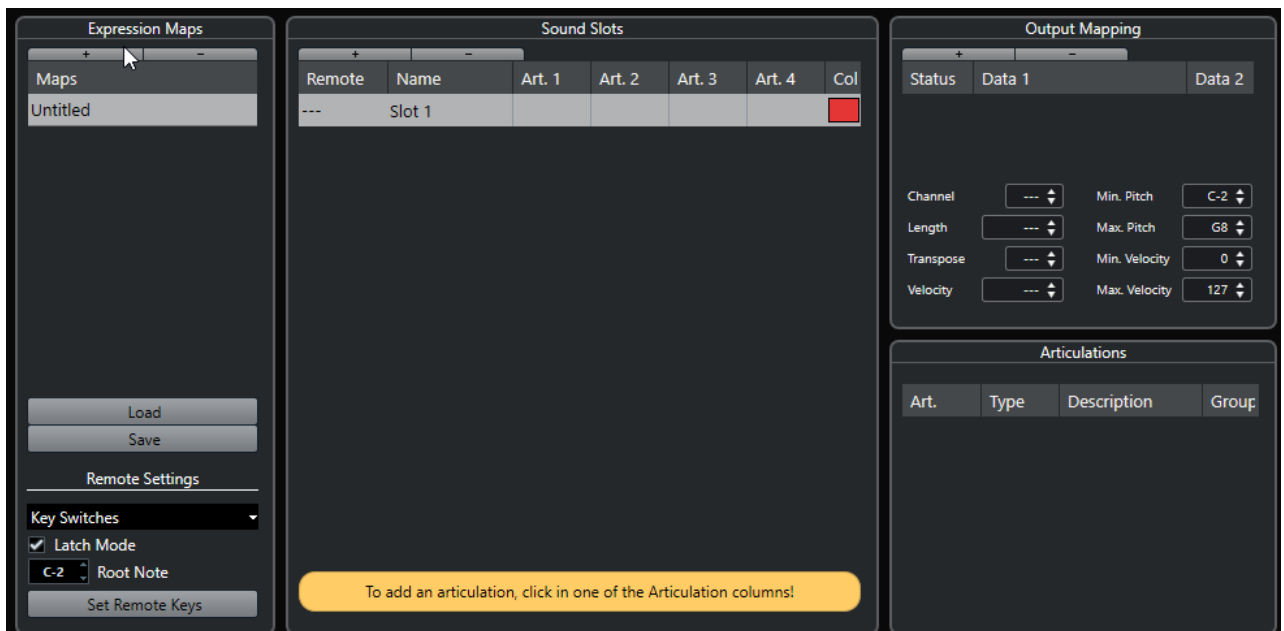 Expression Maps
+ -
Maps
Untitled
Load
Save
Remote Settings
Key Switches
Latch Mode
C-2 Root Note
Set Remote Keys
Sound Slots
+ -
Remote Name Art. 1 Art. 2 Art. 3 Art. 4 Col
--- Slot 1
To add an articulation, click in one of the Articulation columns!
Output Mapping
+ -
Status Data 1 Data 2
Channel --- Min. Pitch C-2
Length --- Max. Pitch G8
Transpose --- Min. Velocity 0
Velocity --- Max. Velocity 127
Articulations
Art. Type Description Group